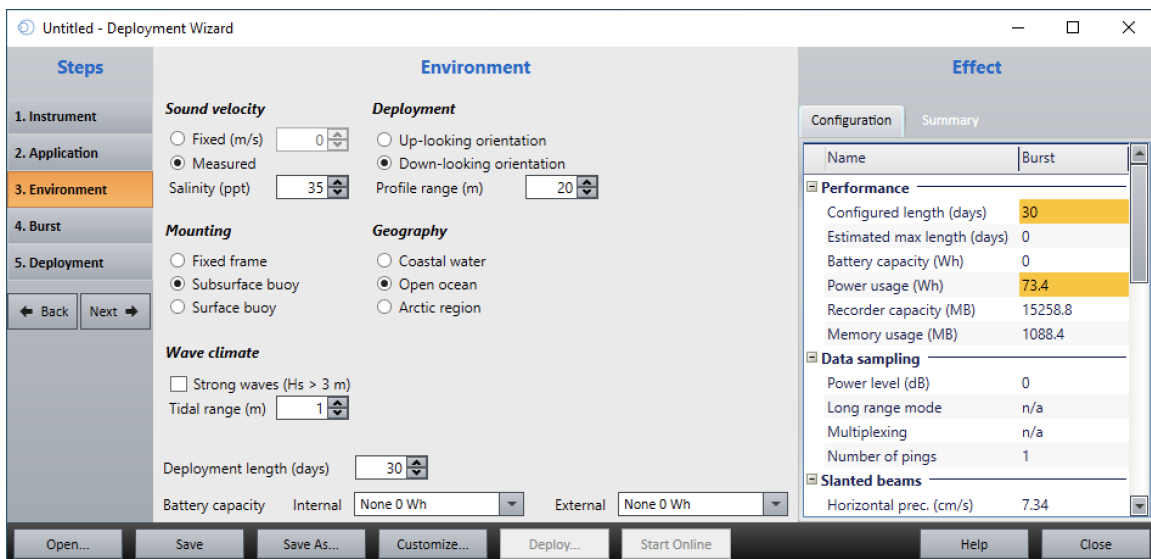 Untitled - Deployment Wizard
Steps
1. Instrument
2. Application
3. Environment
4. Burst
5. Deployment
Back Next
Environment
Sound velocity
Fixed (m/s) 0
Measured
Salinity (ppt) 35
Deployment
Up-looking orientation
Down-looking orientation
Profile range (m) 20
Mounting
Fixed frame
Subsurface buoy
Surface buoy
Geography
Coastal water
Open ocean
Arctic region
Wave climate
Strong waves (Hs > 3 m)
Tidal range (m) 1
Deployment length (days) 30
Battery capacity Internal None 0 Wh External None 0 Wh
Effect
Configuration Summary
Name Burst
Performance
Configured length (days) 30
Estimated max length (days) 0
Battery capacity (Wh) 0
Power usage (Wh) 73.4
Recorder capacity (MB) 15258.8
Memory usage (MB) 1088.4
Data sampling
Power level (dB) 0
Long range mode n/a
Multiplexing n/a
Number of pings 1
Slanted beams
Horizontal prec. (cm/s) 7.34
Open... Save Save As... Customize... Deploy... Start Online Help Close